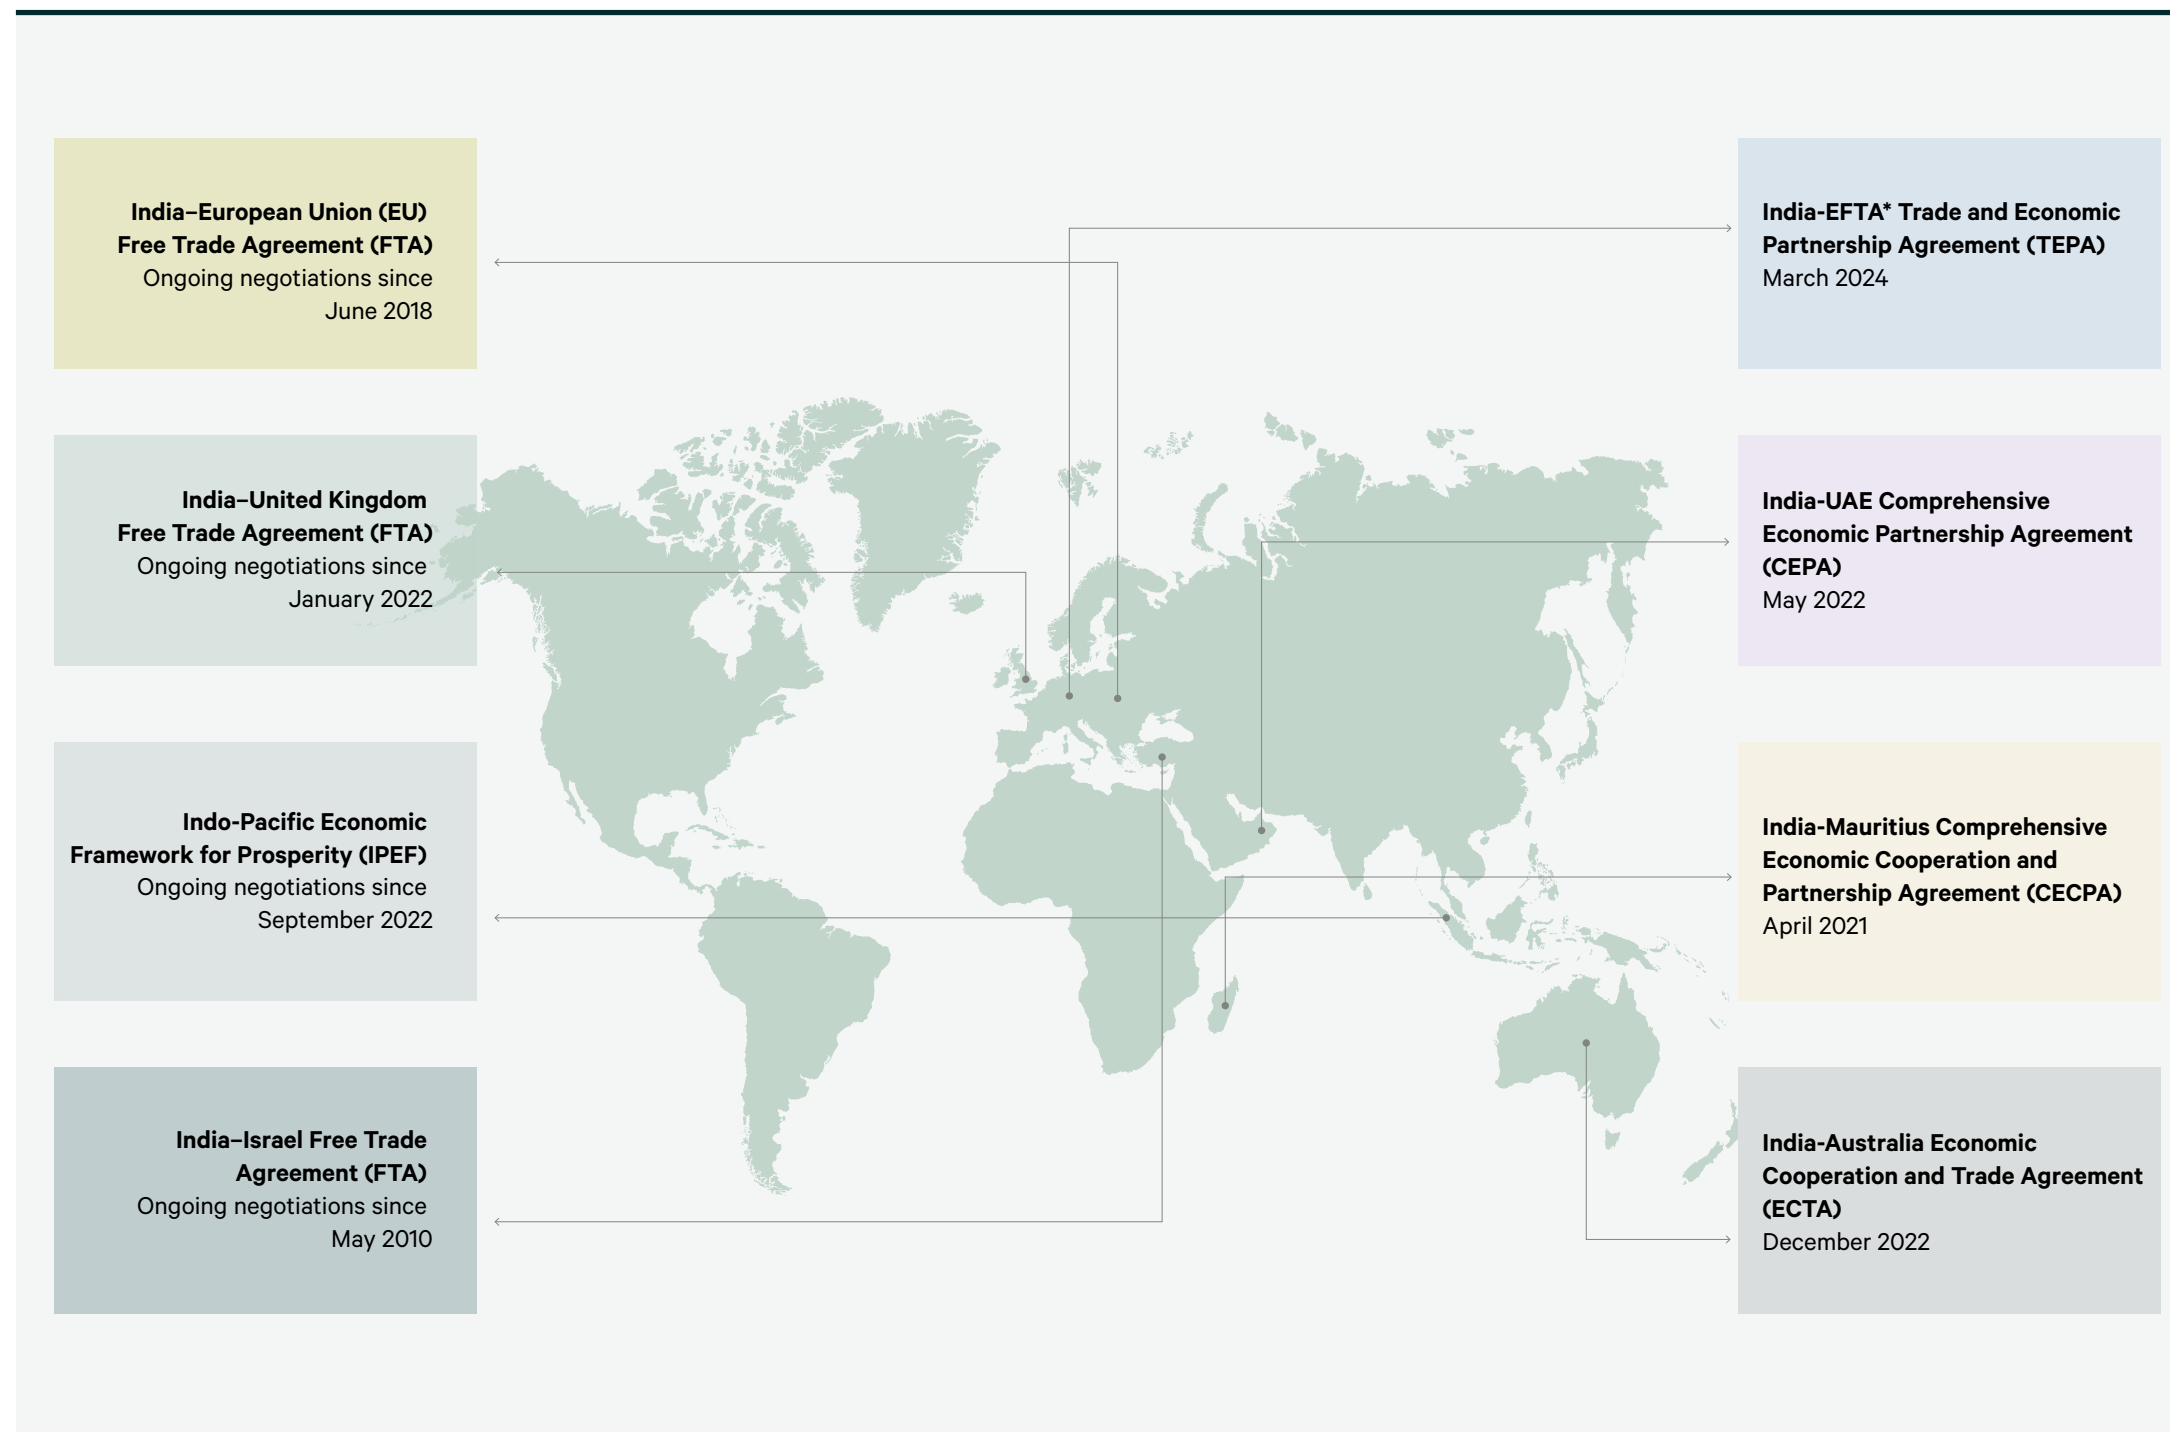 India–European Union (EU)
Free Trade Agreement (FTA)
Ongoing negotiations since
June 2018
India–United Kingdom
Free Trade Agreement (FTA)
Ongoing negotiations since
January 2022
Indo-Pacific Economic
Framework for Prosperity (IPEF)
Ongoing negotiations since
September 2022
India–Israel Free Trade
Agreement (FTA)
Ongoing negotiations since
May 2010
India-EFTA* Trade and Economic
Partnership Agreement (TEPA)
March 2024
India-UAE Comprehensive
Economic Partnership Agreement
(CEPA)
May 2022
India-Mauritius Comprehensive
Economic Cooperation and
Partnership Agreement (CECPA)
April 2021
India-Australia Economic
Cooperation and Trade Agreement
(ECTA)
December 2022